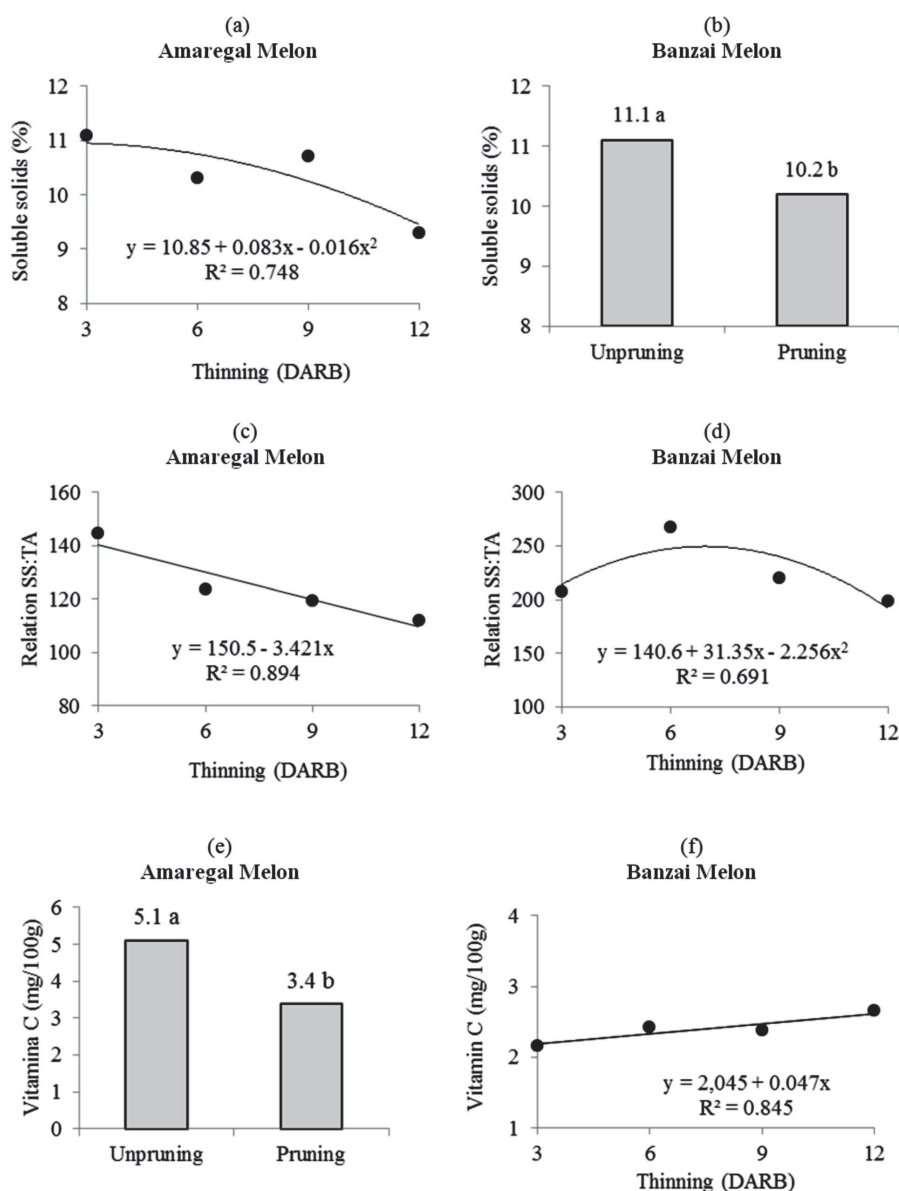 (a)
Amaregal Melon
Soluble solids (%)
12
11
10
9
8
y = 10.85 + 0.083x - 0.016x²
R² = 0.748
3 6 9 12
Thinning (DARB)
(b)
Banzai Melon
Soluble solids (%)
12
11
10
9
8
11.1 a
10.2 b
Unpruning Pruning
(c)
Amaregal Melon
Relation SS:TA
160
140
120
100
80
y = 150.5 - 3.421x
R² = 0.894
3 6 9 12
Thinning (DARB)
(d)
Banzai Melon
Relation SS:TA
300
250
200
150
100
y = 140.6 + 31.35x - 2.256x²
R² = 0.691
3 6 9 12
Thinning (DARB)
(e)
Amaregal Melon
Vitamina C (mg/100g)
6
5
4
3
2
1
0
5.1 a
3.4 b
Unpruning Pruning
(f)
Banzai Melon
Vitamin C (mg/100g)
4
3
2
1
y = 2,045 + 0.047x
R² = 0.845
3 6 9 12
Thinning (DARB)